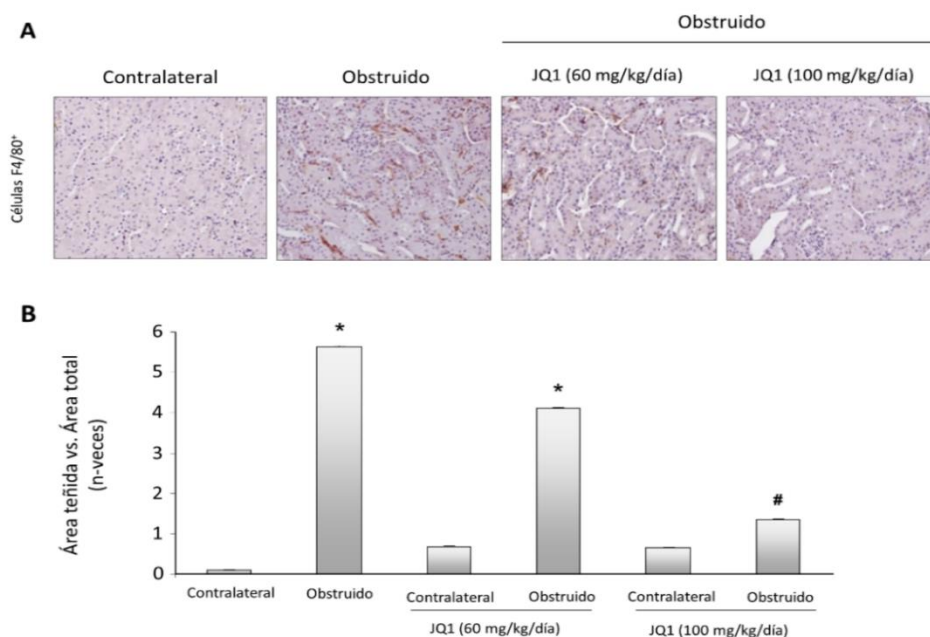 A
Obstruido
Contralateral
Obstruido
JQ1 (60 mg/kg/día)
JQ1 (100 mg/kg/día)
Células F4/80⁺
B
Área teñida vs. Área total
(n-veces)
6
5
4
3
2
1
0
*
*
#
Contralateral
Obstruido
Contralateral
Obstruido
Contralateral
Obstruido
JQ1 (60 mg/kg/día)
JQ1 (100 mg/kg/día)